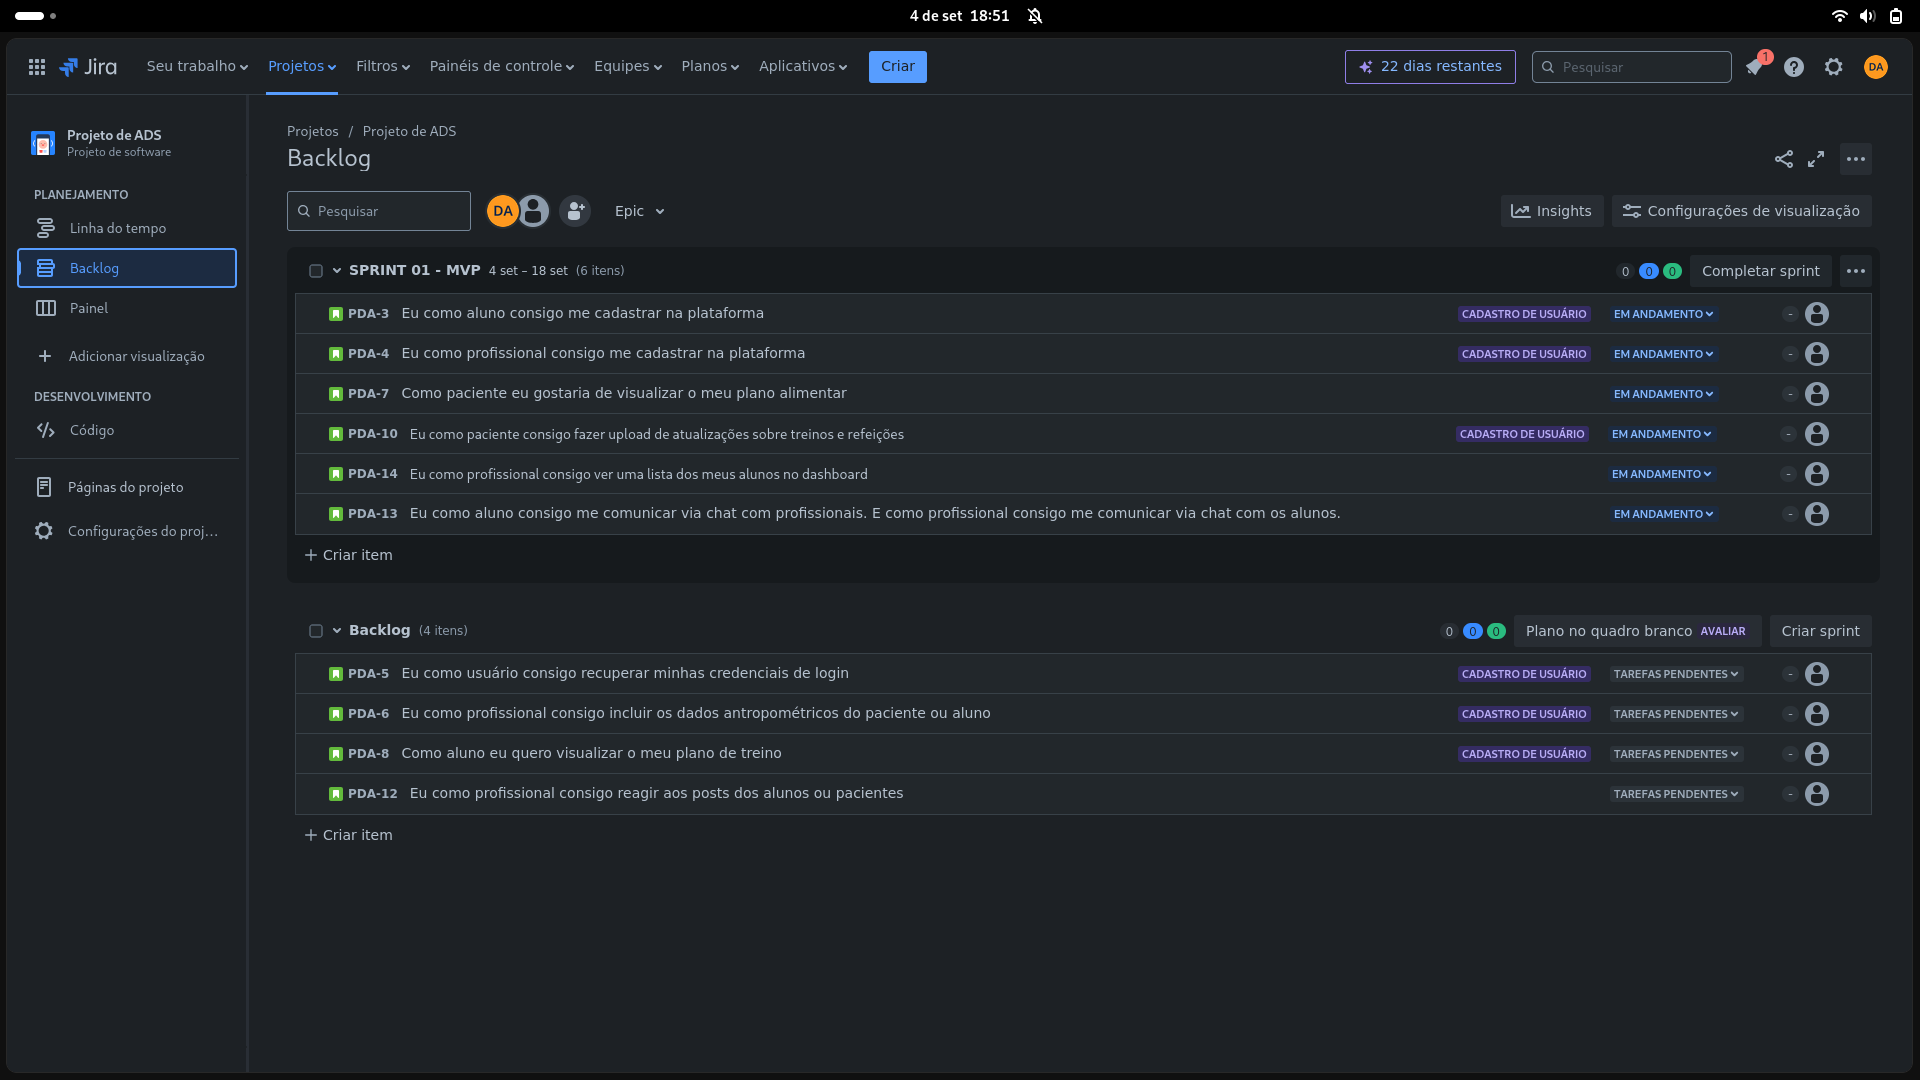 4 de set 18:51
Jira Seu trabalho Projetos Filtros Painéis de controle Equipes Planos Aplicativos Criar 22 dias restantes Pesquisar 1 DA
Projeto de ADS
Projeto de software
PLANEJAMENTO
Linha do tempo
Backlog
Painel
Adicionar visualização
DESENVOLVIMENTO
Código
Páginas do projeto
Configurações do proj...
Projetos / Projeto de ADS
Backlog
Pesquisar DA Epic Insights Configurações de visualização
SPRINT 01 - MVP 4 set – 18 set (6 itens) 0 0 0 Completar sprint
PDA-3 Eu como aluno consigo me cadastrar na plataforma CADASTRO DE USUÁRIO EM ANDAMENTO -
PDA-4 Eu como profissional consigo me cadastrar na plataforma CADASTRO DE USUÁRIO EM ANDAMENTO -
PDA-7 Como paciente eu gostaria de visualizar o meu plano alimentar EM ANDAMENTO -
PDA-10 Eu como paciente consigo fazer upload de atualizações sobre treinos e refeições CADASTRO DE USUÁRIO EM ANDAMENTO -
PDA-14 Eu como profissional consigo ver uma lista dos meus alunos no dashboard EM ANDAMENTO -
PDA-13 Eu como aluno consigo me comunicar via chat com profissionais. E como profissional consigo me comunicar via chat com os alunos. EM ANDAMENTO -
+ Criar item
Backlog (4 itens) 0 0 0 Plano no quadro branco AVALIAR Criar sprint
PDA-5 Eu como usuário consigo recuperar minhas credenciais de login CADASTRO DE USUÁRIO TAREFAS PENDENTES -
PDA-6 Eu como profissional consigo incluir os dados antropométricos do paciente ou aluno CADASTRO DE USUÁRIO TAREFAS PENDENTES -
PDA-8 Como aluno eu quero visualizar o meu plano de treino CADASTRO DE USUÁRIO TAREFAS PENDENTES -
PDA-12 Eu como profissional consigo reagir aos posts dos alunos ou pacientes TAREFAS PENDENTES -
+ Criar item